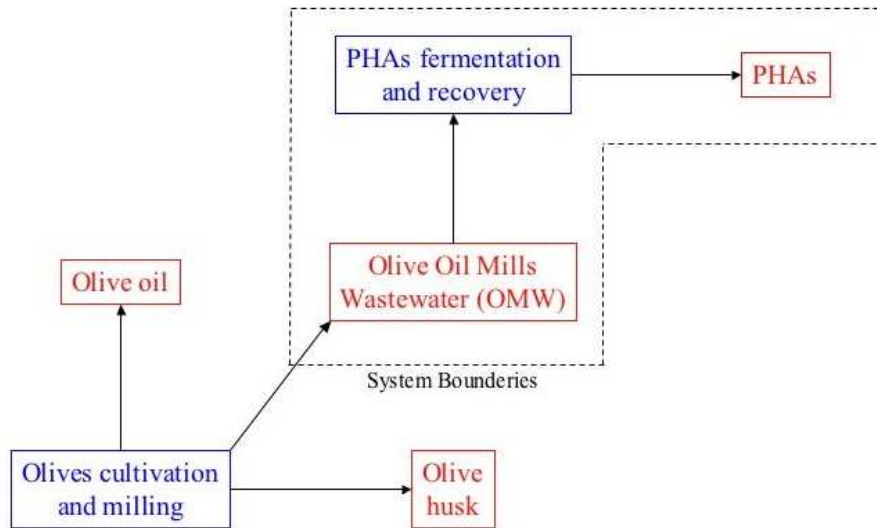 PHAs fermentation
and recovery
PHAs
Olive Oil Mills
Wastewater (OMW)
Olive oil
System Bounderies
Olives cultivation
and milling
Olive
husk